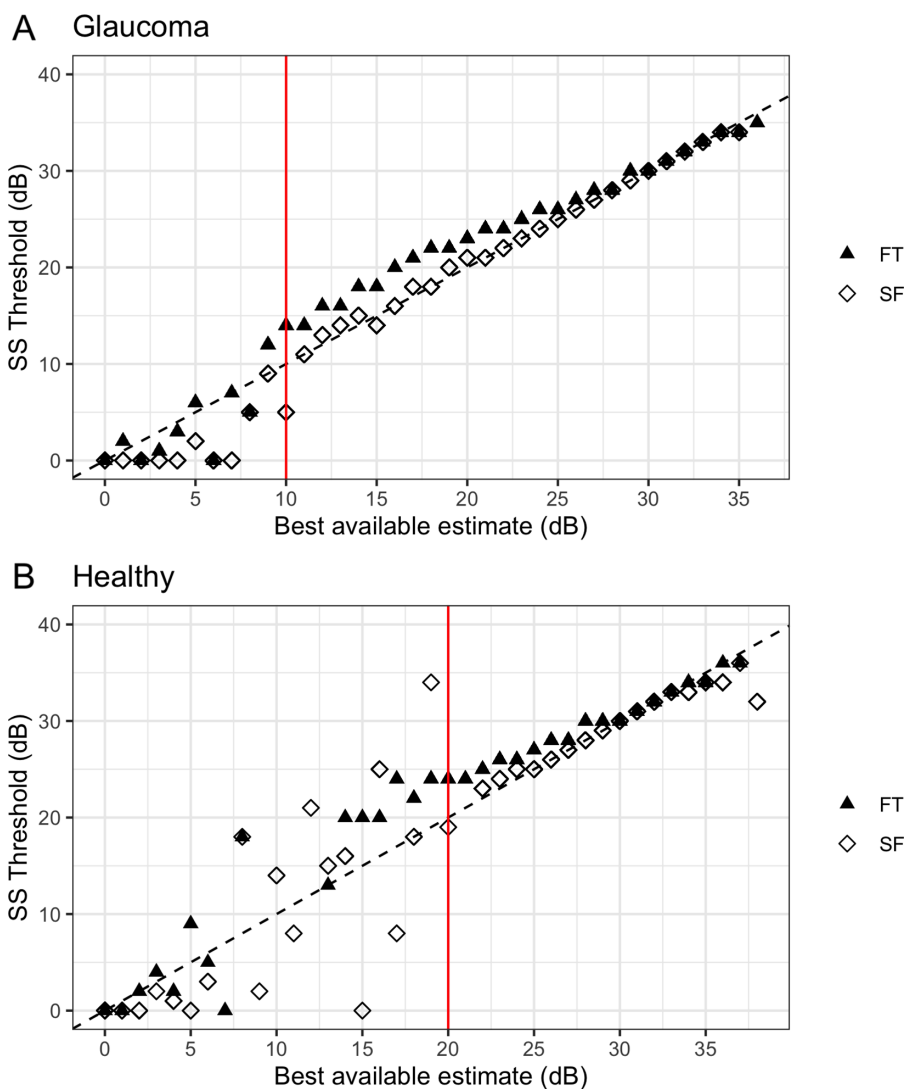 A Glaucoma
40
30
20
10
0
SS Threshold (dB)
0 5 10 15 20 25 30 35
Best available estimate (dB)
FT
SF
B Healthy
40
30
20
10
0
SS Threshold (dB)
0 5 10 15 20 25 30 35
Best available estimate (dB)
FT
SF